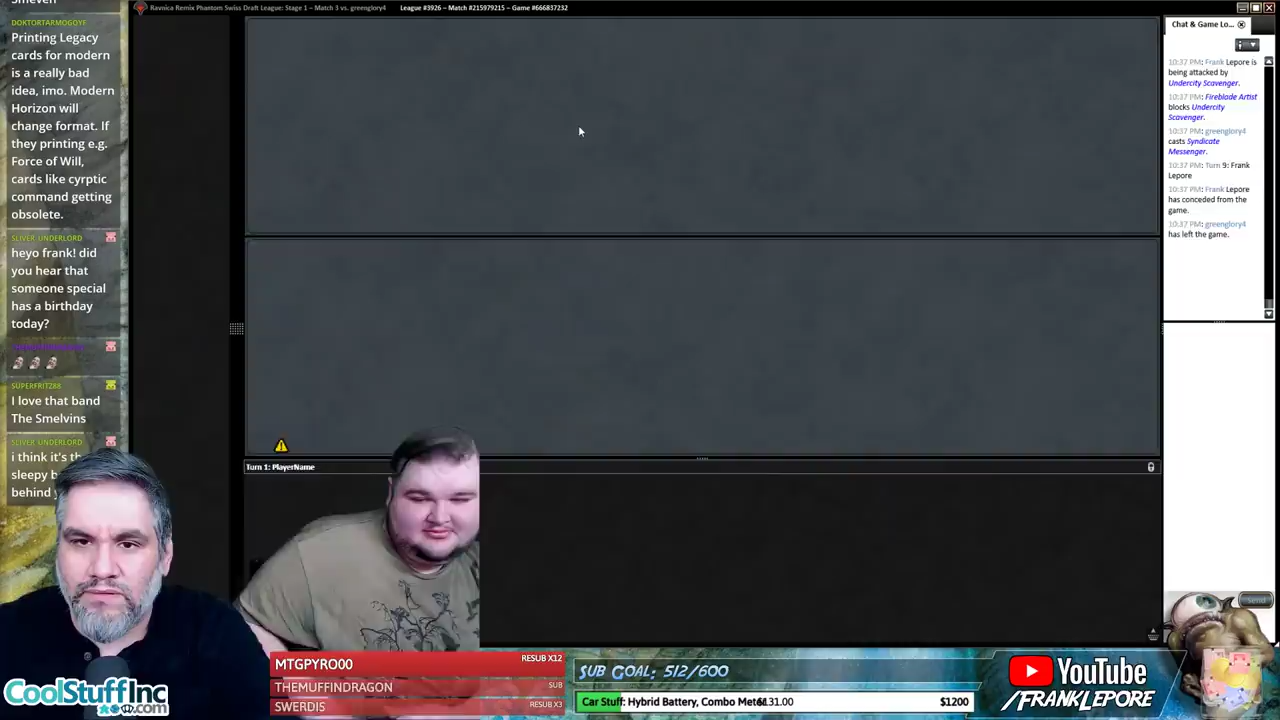 Smeven
DOKTORTARMOGOYF
Printing Legacy
cards for modern
is a really bad
idea, imo. Modern
Horizon will
change format. If
they printing e.g.
Force of Will,
cards like cyrptic
command getting
obsolete.
SLIVER_UNDERLORD
heyo frank! did
you hear that
someone special
has a birthday
today?
SUPERFRITZ88
I love that band
The Smelvins
SLIVER_UNDERLORD
i think it's th
sleepy b
behind y
Ravnica Remix Phantom Swiss Draft League: Stage 1 – Match 3 vs. greenglory4
League #3926 – Match #215979215 – Game #666837232
Chat & Game Lo...
10:37 PM: Frank Lepore is
being attacked by
Undercity Scavenger.
10:37 PM: Fireblade Artist
blocks Undercity
Scavenger.
10:37 PM: greenglory4
casts Syndicate
Messenger.
10:37 PM: Turn 9: Frank
Lepore
10:37 PM: Frank Lepore
has conceded from the
game.
10:37 PM: greenglory4
has left the game.
Turn 1: PlayerName
Send
CoolStuffInc
.com
MTGPYRO00 RESUB X12
THEMUFFINDRAGON SUB
SWERDIS RESUB X3
SUB GOAL: 512/600
Car Stuff: Hybrid Battery, Combo Mete $131.00 $1200
YouTube
/FRANKLEPORE